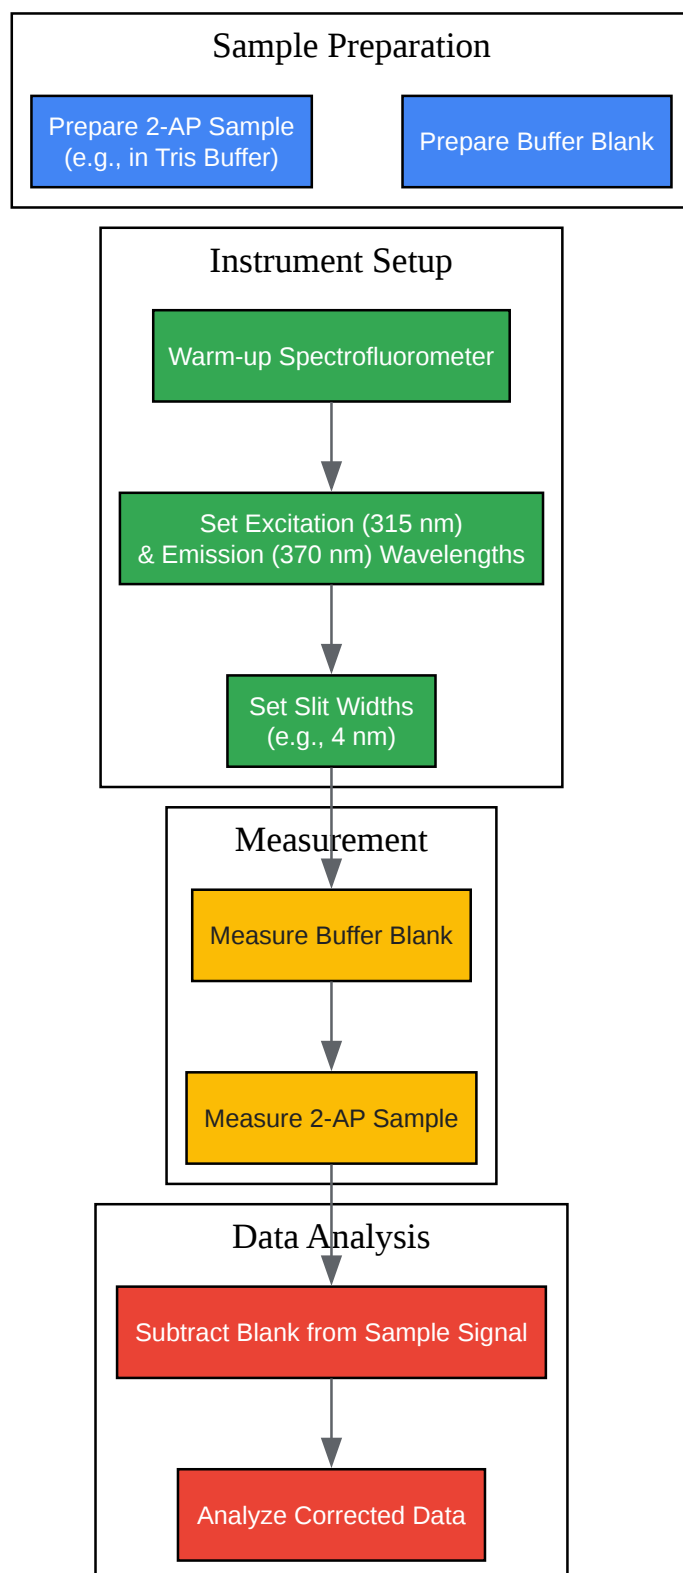 Sample Preparation
Prepare 2-AP Sample
(e.g., in Tris Buffer)
Prepare Buffer Blank
Instrument Setup
Warm-up Spectrofluorometer
Set Excitation (315 nm)
& Emission (370 nm) Wavelengths
Set Slit Widths
(e.g., 4 nm)
Measurement
Measure Buffer Blank
Measure 2-AP Sample
Data Analysis
Subtract Blank from Sample Signal
Analyze Corrected Data